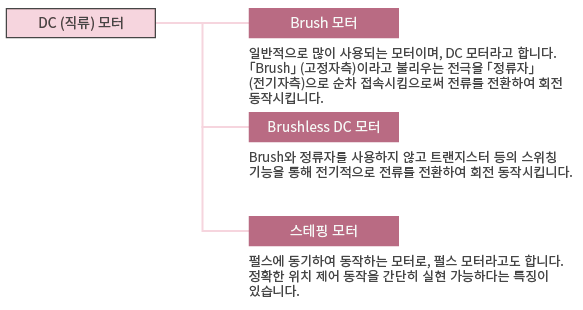 DC (직류) 모터
Brush 모터
일반적으로 많이 사용되는 모터이며, DC 모터라고 합니다.
「Brush」 (고정자측)이라고 불리우는 전극을 「정류자」
(전기자측)으로 순차 접속시킴으로써 전류를 전환하여 회전
동작시킵니다.
Brushless DC 모터
Brush와 정류자를 사용하지 않고 트랜지스터 등의 스위칭
기능을 통해 전기적으로 전류를 전환하여 회전 동작시킵니다.
스테핑 모터
펄스에 동기하여 동작하는 모터로, 펄스 모터라고도 합니다.
정확한 위치 제어 동작을 간단히 실현 가능하다는 특징이
있습니다.